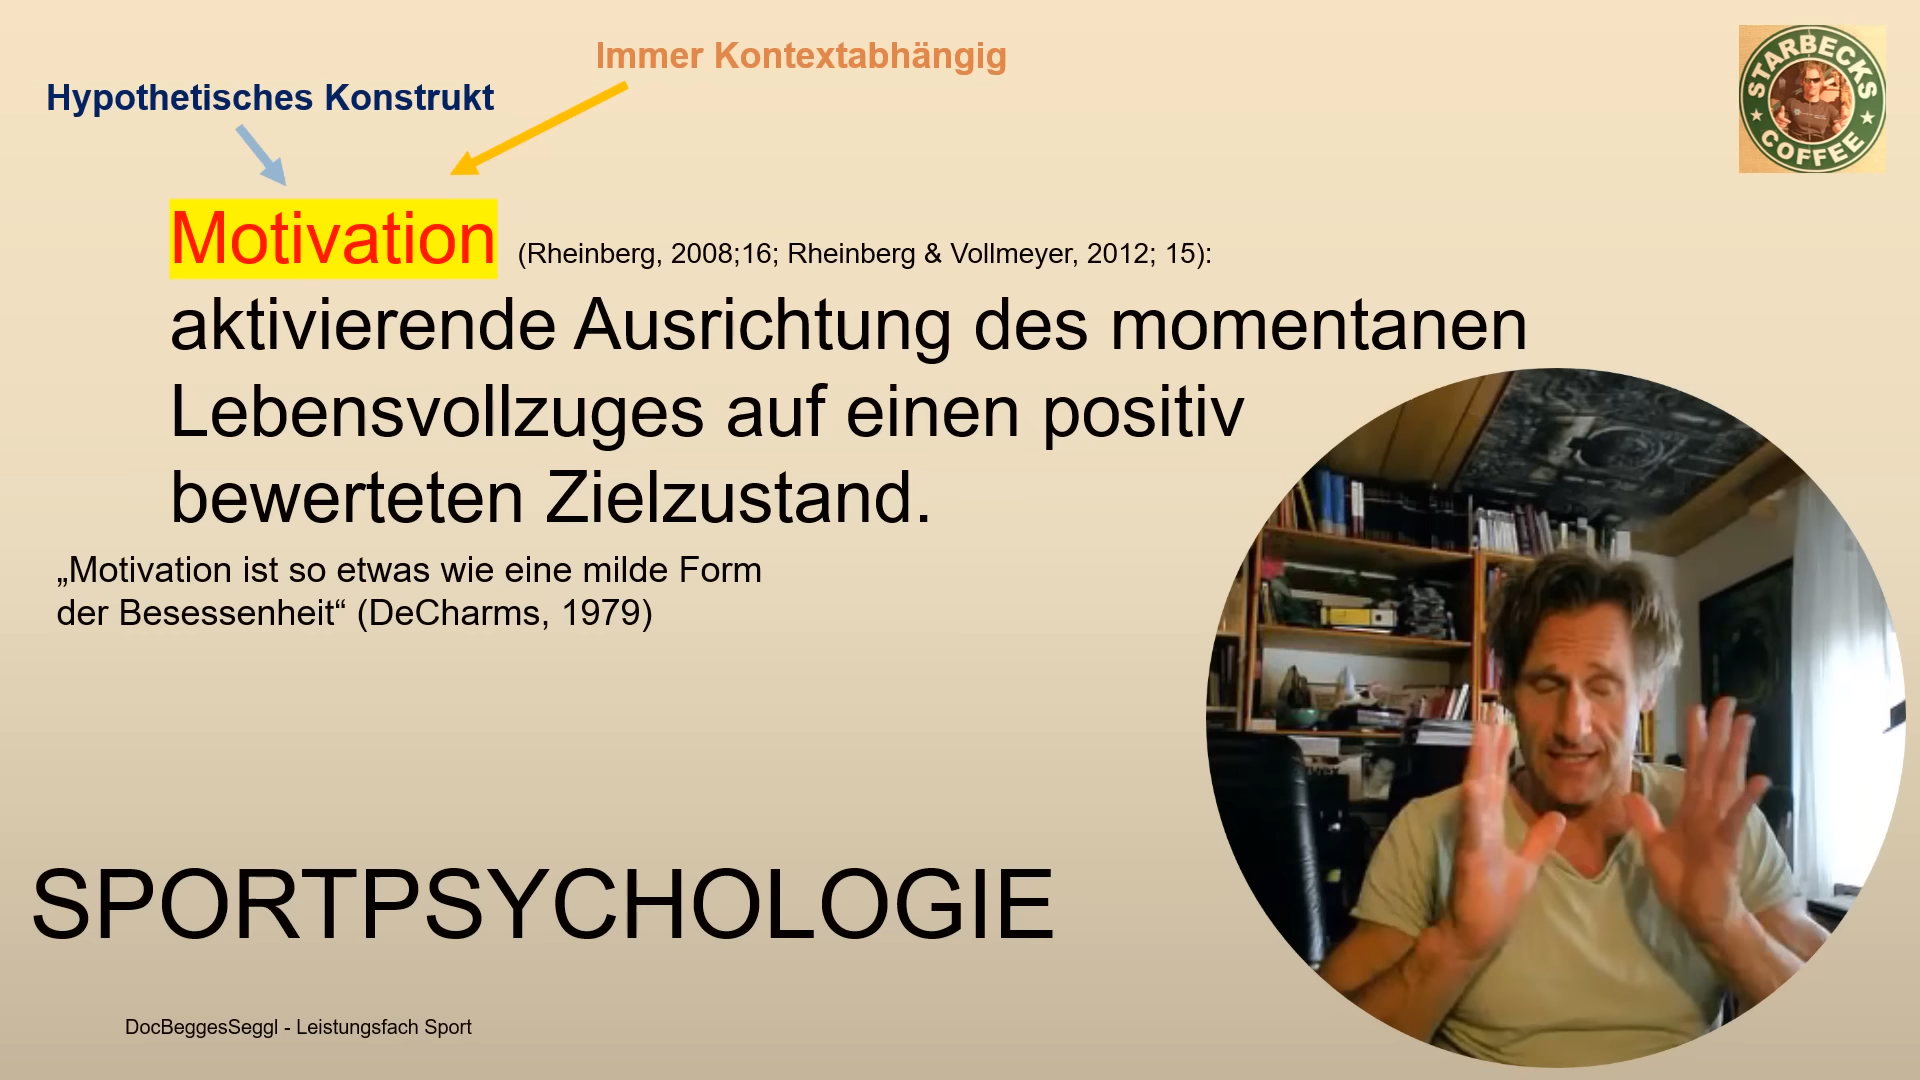 Immer Kontextabhängig
Hypothetisches Konstrukt
STARBECKS
COFFEE
Motivation (Rheinberg, 2008;16; Rheinberg & Vollmeyer, 2012; 15):
aktivierende Ausrichtung des momentanen
Lebensvollzuges auf einen positiv
bewerteten Zielzustand.
„Motivation ist so etwas wie eine milde Form
der Besessenheit“ (DeCharms, 1979)
SPORTPSYCHOLOGIE
DocBeggesSeggl - Leistungsfach Sport